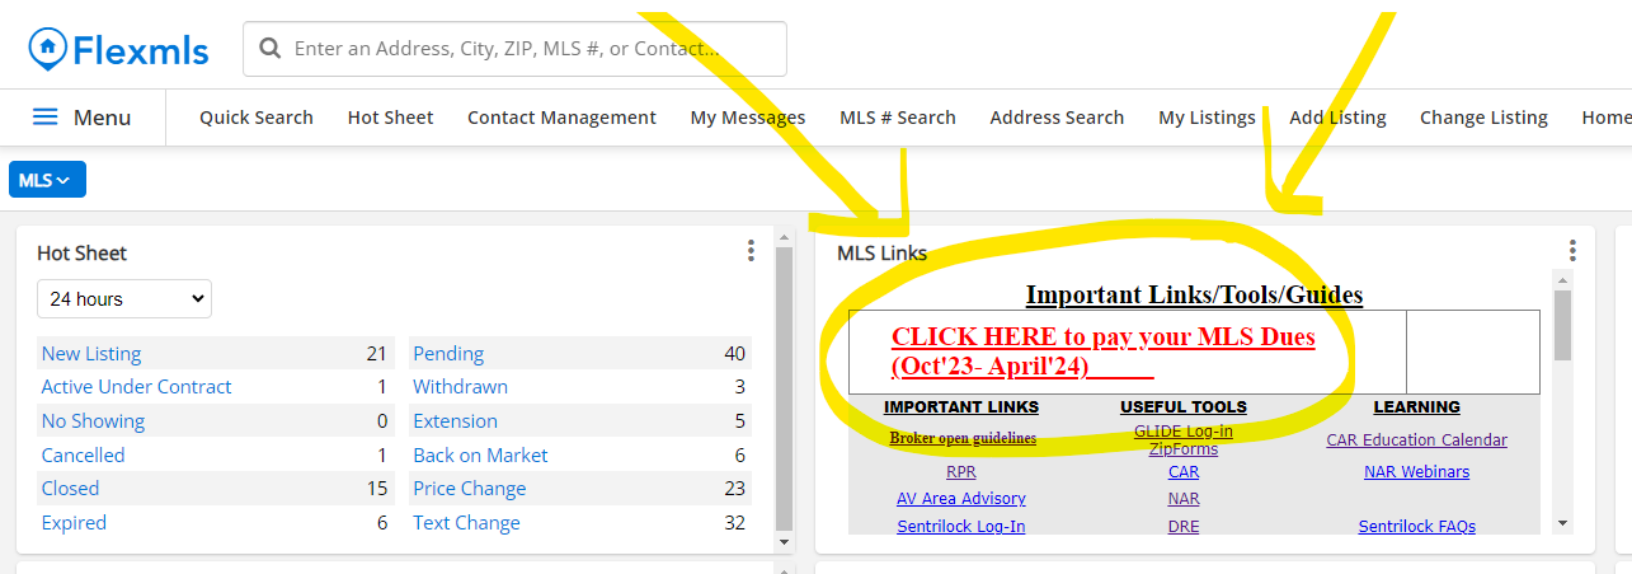 Flexmls
Enter an Address, City, ZIP, MLS #, or Contact...
Menu
Quick Search Hot Sheet Contact Management My Messages MLS # Search Address Search My Listings Add Listing Change Listing Home
MLS
Hot Sheet
24 hours
New Listing 21 Pending 40
Active Under Contract 1 Withdrawn 3
No Showing 0 Extension 5
Cancelled 1 Back on Market 6
Closed 15 Price Change 23
Expired 6 Text Change 32
MLS Links
Important Links/Tools/Guides
CLICK HERE to pay your MLS Dues
(Oct'23- April'24)
IMPORTANT LINKS USEFUL TOOLS LEARNING
Broker open guidelines GLIDE Log-in CAR Education Calendar
ZipForms
RPR CAR NAR Webinars
AV Area Advisory NAR
Sentrilock Log-In DRE Sentrilock FAQs